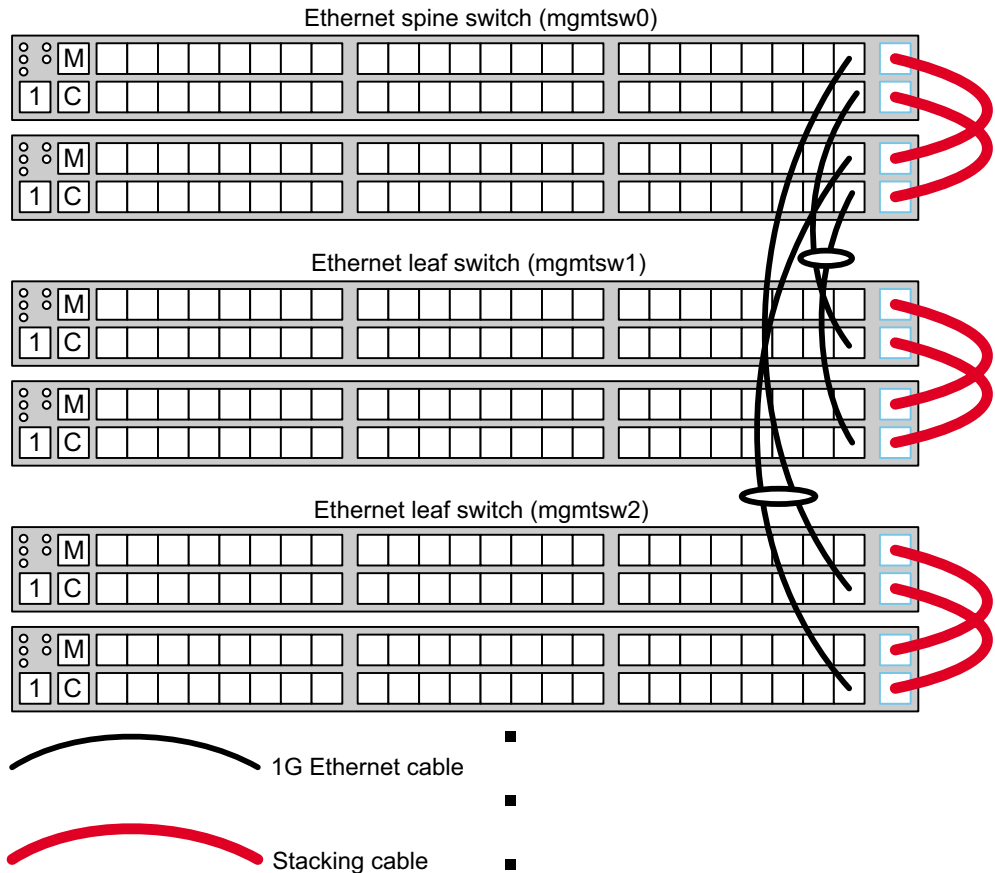 Ethernet spine switch (mgmtsw0)
M
1 C
M
1 C
Ethernet leaf switch (mgmtsw1)
M
1 C
M
1 C
Ethernet leaf switch (mgmtsw2)
M
1 C
M
1 C
1G Ethernet cable
Stacking cable